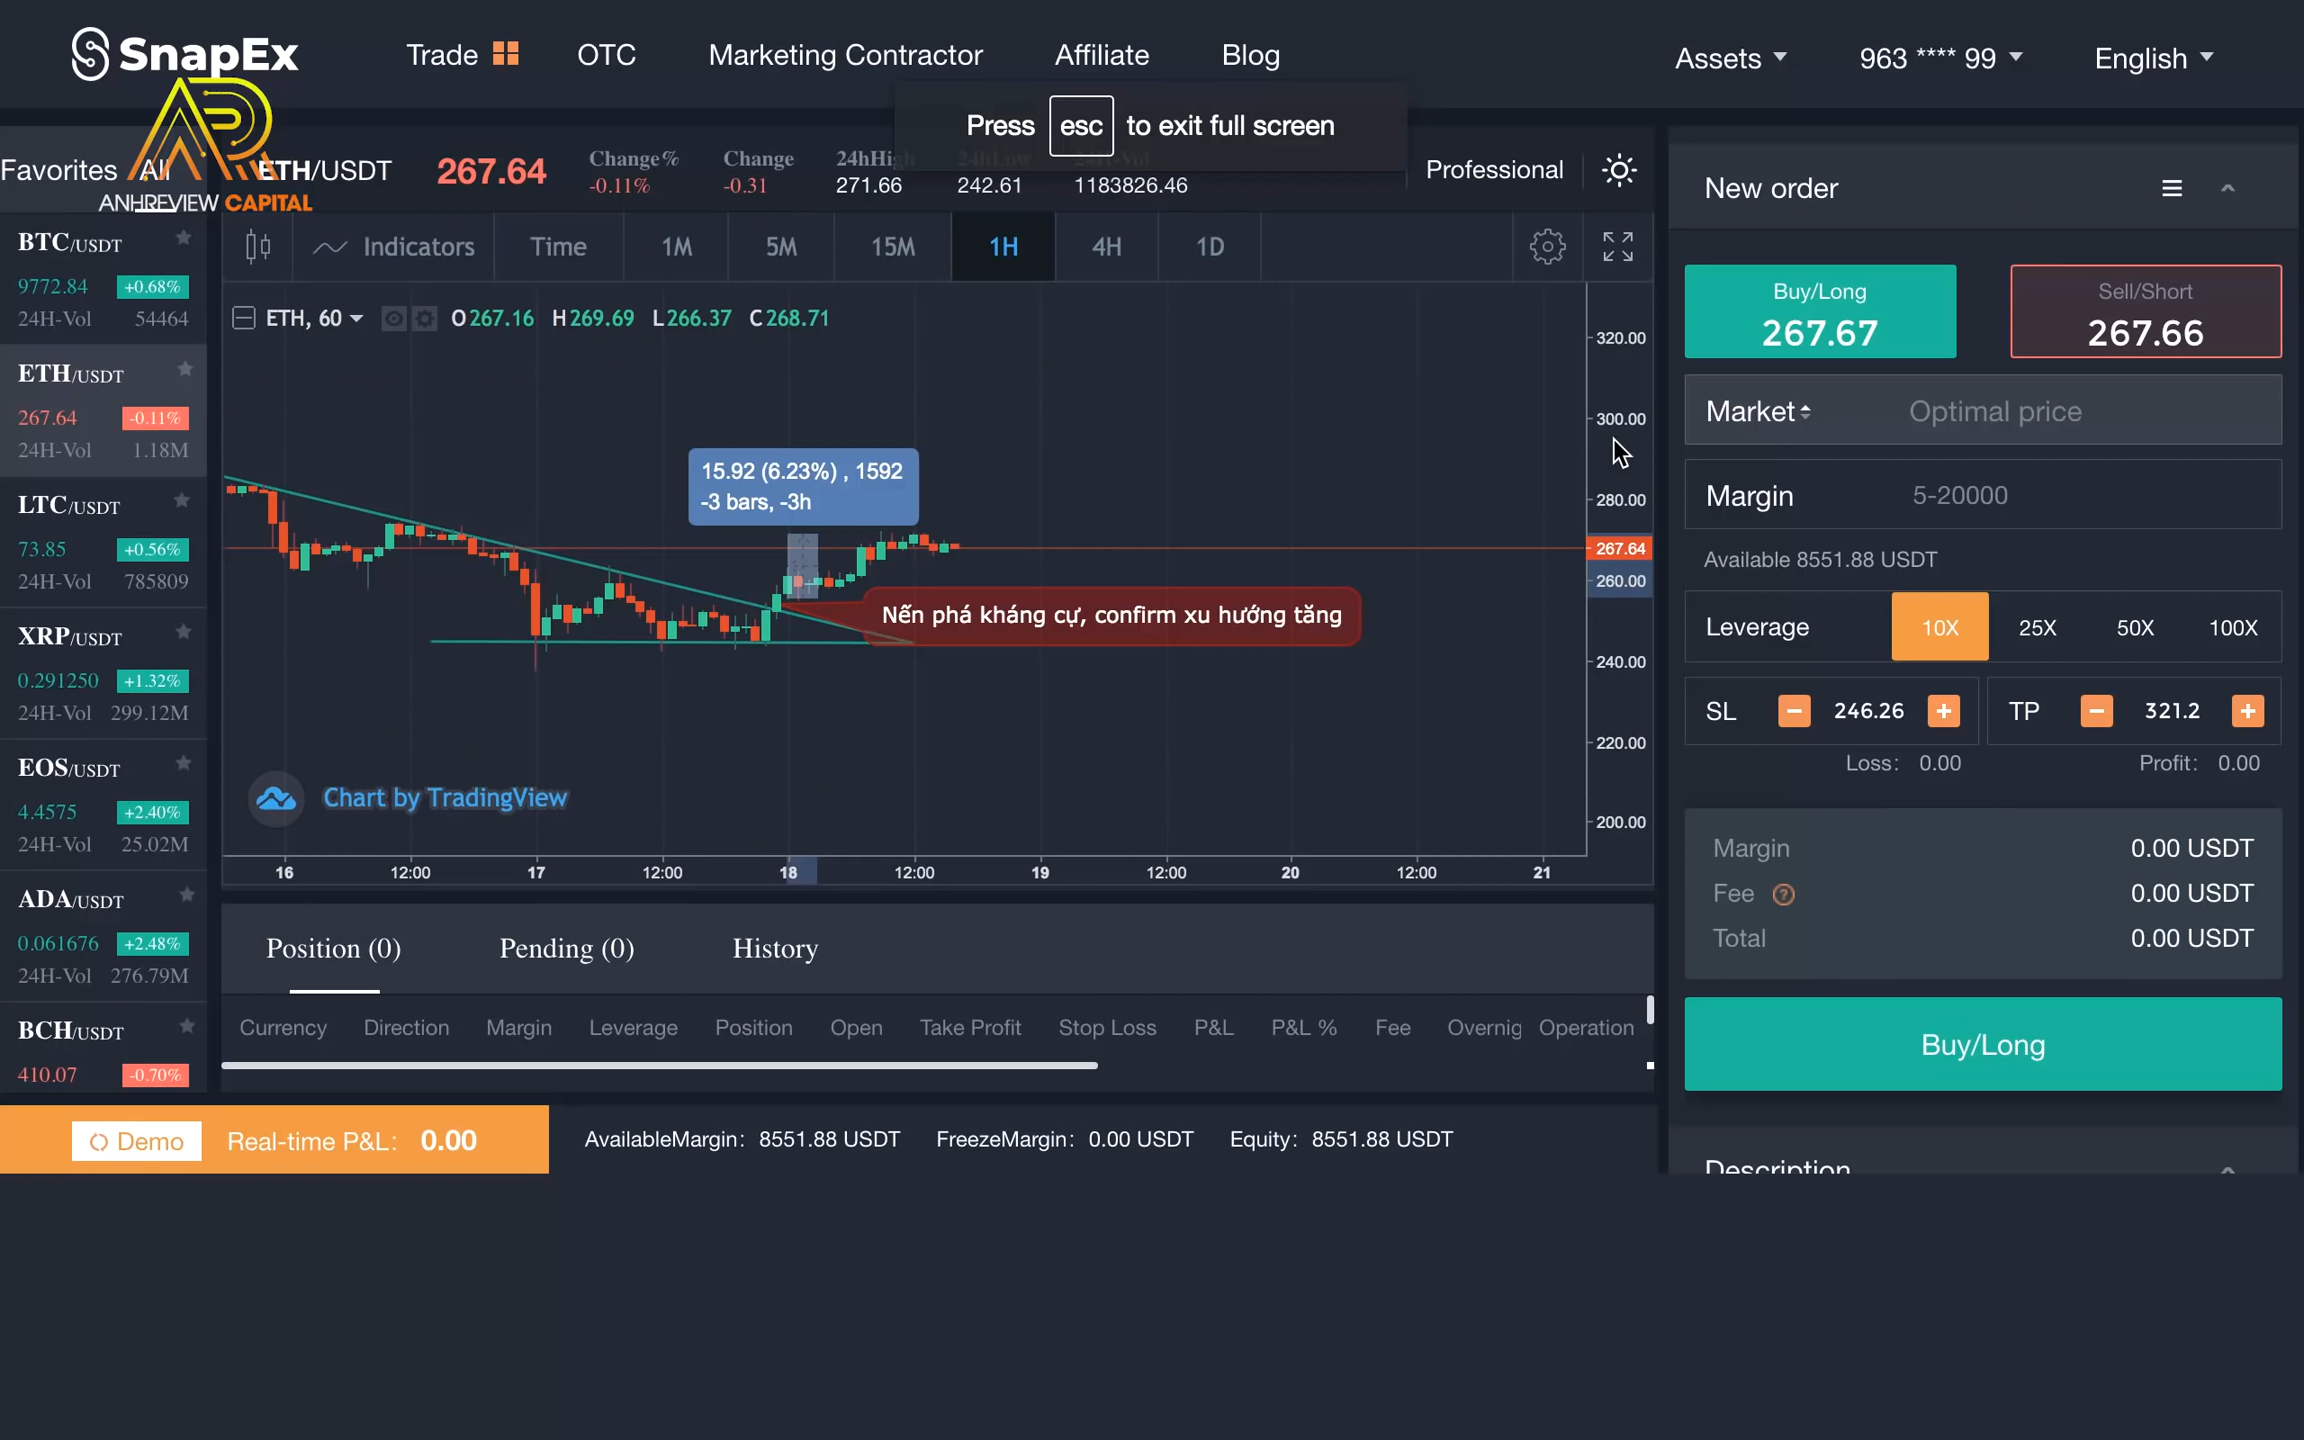 SnapEx
Trade
OTC
Marketing Contractor
Affiliate
Blog
Assets
963 **** 99
English
Press esc to exit full screen
ANHREVIEW CAPITAL
Favorites
All
ETH/USDT
267.64
Change%
-0.11%
Change
-0.31
24hHigh
271.66
24hLow
242.61
24H-Vol
1183826.46
Professional
BTC/USDT
9772.84 +0.68%
24H-Vol 54464
ETH/USDT
267.64 -0.11%
24H-Vol 1.18M
LTC/USDT
73.85 +0.56%
24H-Vol 785809
XRP/USDT
0.291250 +1.32%
24H-Vol 299.12M
EOS/USDT
4.4575 +2.40%
24H-Vol 25.02M
ADA/USDT
0.061676 +2.48%
24H-Vol 276.79M
BCH/USDT
410.07 -0.70%
Indicators
Time
1M
5M
15M
1H
4H
1D
ETH, 60 O267.16 H269.69 L266.37 C268.71
15.92 (6.23%) , 1592
-3 bars, -3h
Nến phá kháng cự, confirm xu hướng tăng
Chart by TradingView
320.00
300.00
280.00
267.64
260.00
240.00
220.00
200.00
16 12:00 17 12:00 18 12:00 19 12:00 20 12:00 21
Position (0)
Pending (0)
History
Currency Direction Margin Leverage Position Open Take Profit Stop Loss P&L P&L % Fee Overnig Operation
Demo
Real-time P&L: 0.00
AvailableMargin: 8551.88 USDT
FreezeMargin: 0.00 USDT
Equity: 8551.88 USDT
New order
Buy/Long
267.67
Sell/Short
267.66
Market Optimal price
Margin 5-20000
Available 8551.88 USDT
Leverage 10X 25X 50X 100X
SL - 246.26 +
TP - 321.2 +
Loss: 0.00
Profit: 0.00
Margin 0.00 USDT
Fee ? 0.00 USDT
Total 0.00 USDT
Buy/Long
Description